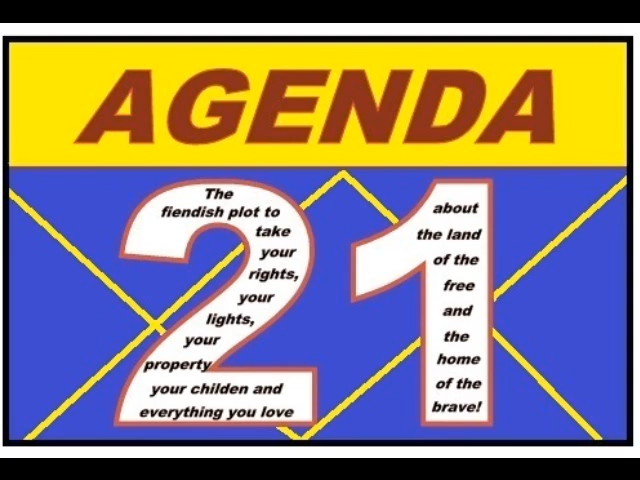 AGENDA
The
fiendish plot to
take
your
rights,
your
lights,
your
property
your childen and
everything you love
about
the land
of the
free
and
the
home
of the
brave!